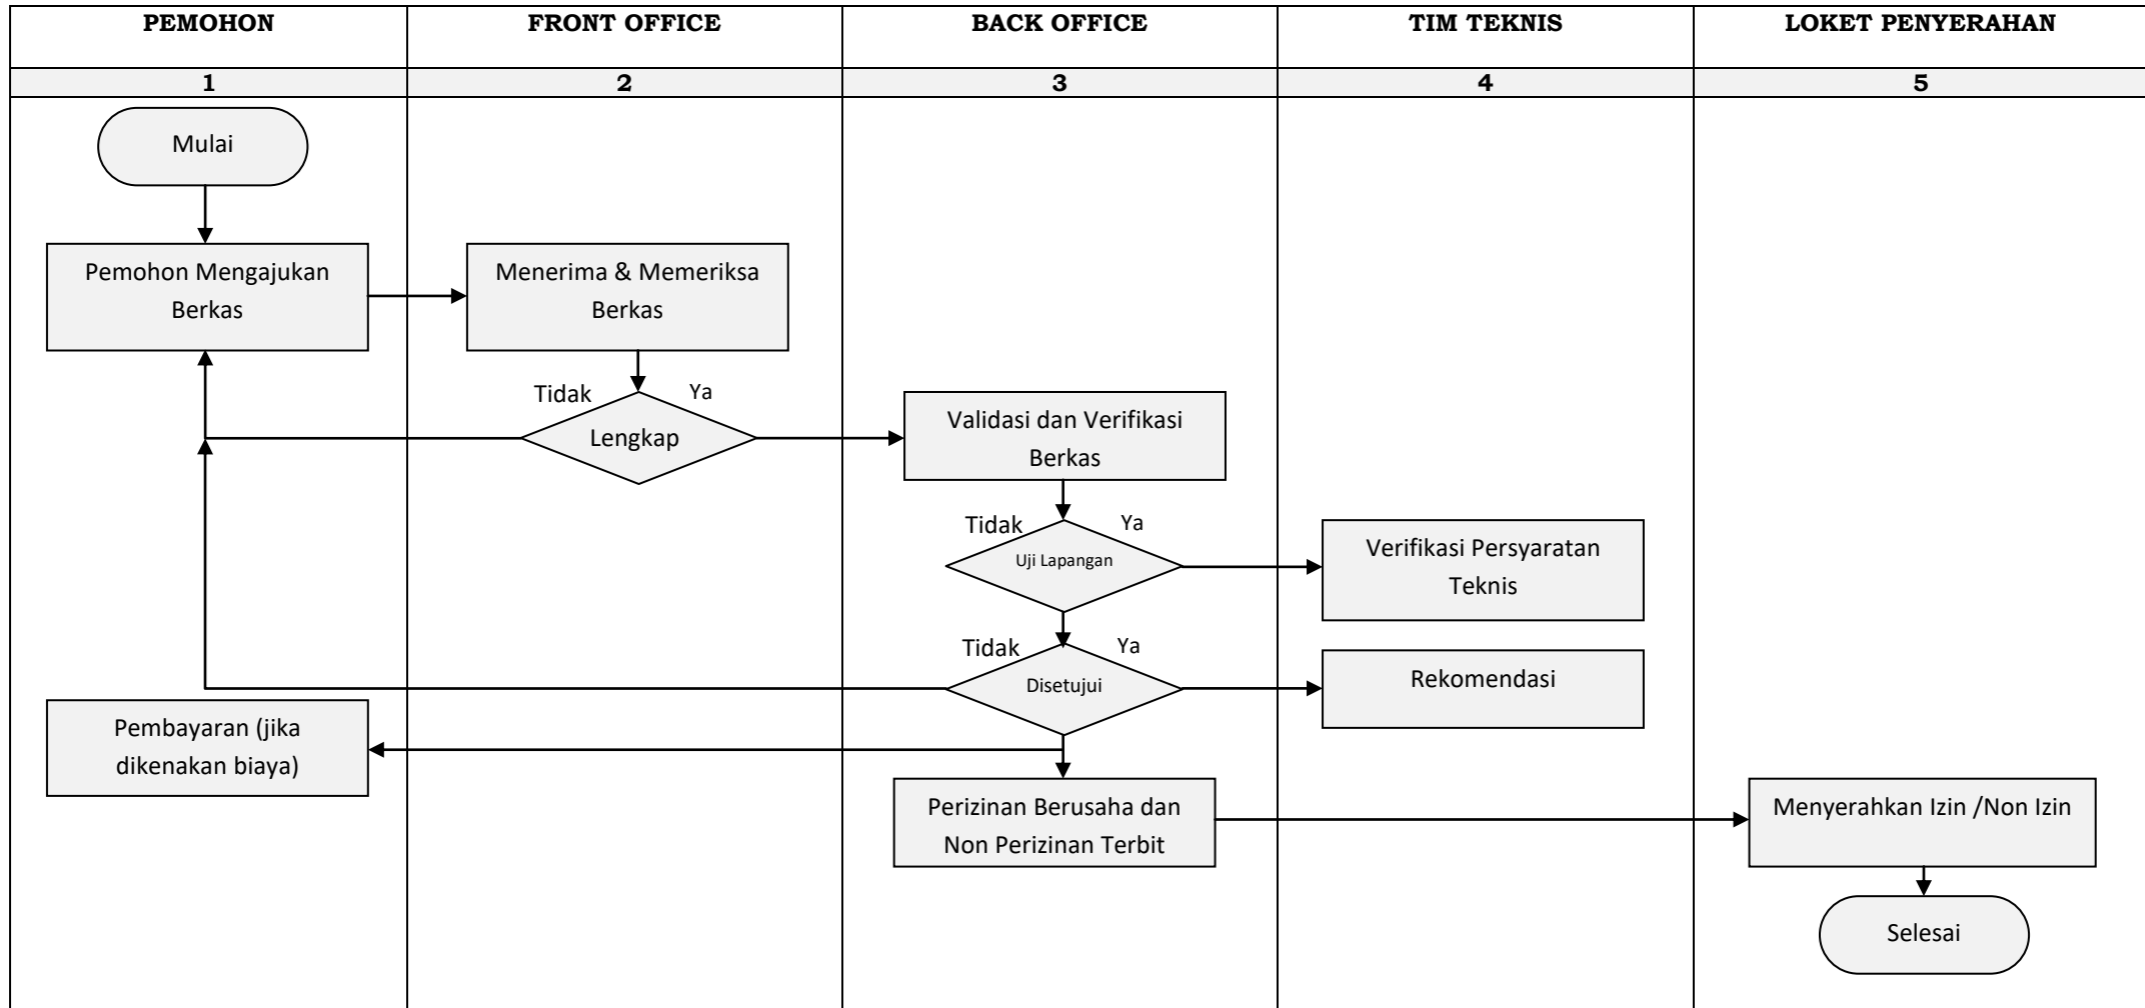 PEMOHON
FRONT OFFICE
BACK OFFICE
TIM TEKNIS
LOKET PENYERAHAN
1
2
3
4
5
Mulai
Pemohon Mengajukan
Berkas
Menerima & Memeriksa
Berkas
Tidak
Ya
Lengkap
Validasi dan Verifikasi
Berkas
Tidak
Ya
Uji Lapangan
Verifikasi Persyaratan
Teknis
Tidak
Ya
Disetujui
Rekomendasi
Pembayaran (jika
dikenakan biaya)
Perizinan Berusaha dan
Non Perizinan Terbit
Menyerahkan Izin /Non Izin
Selesai